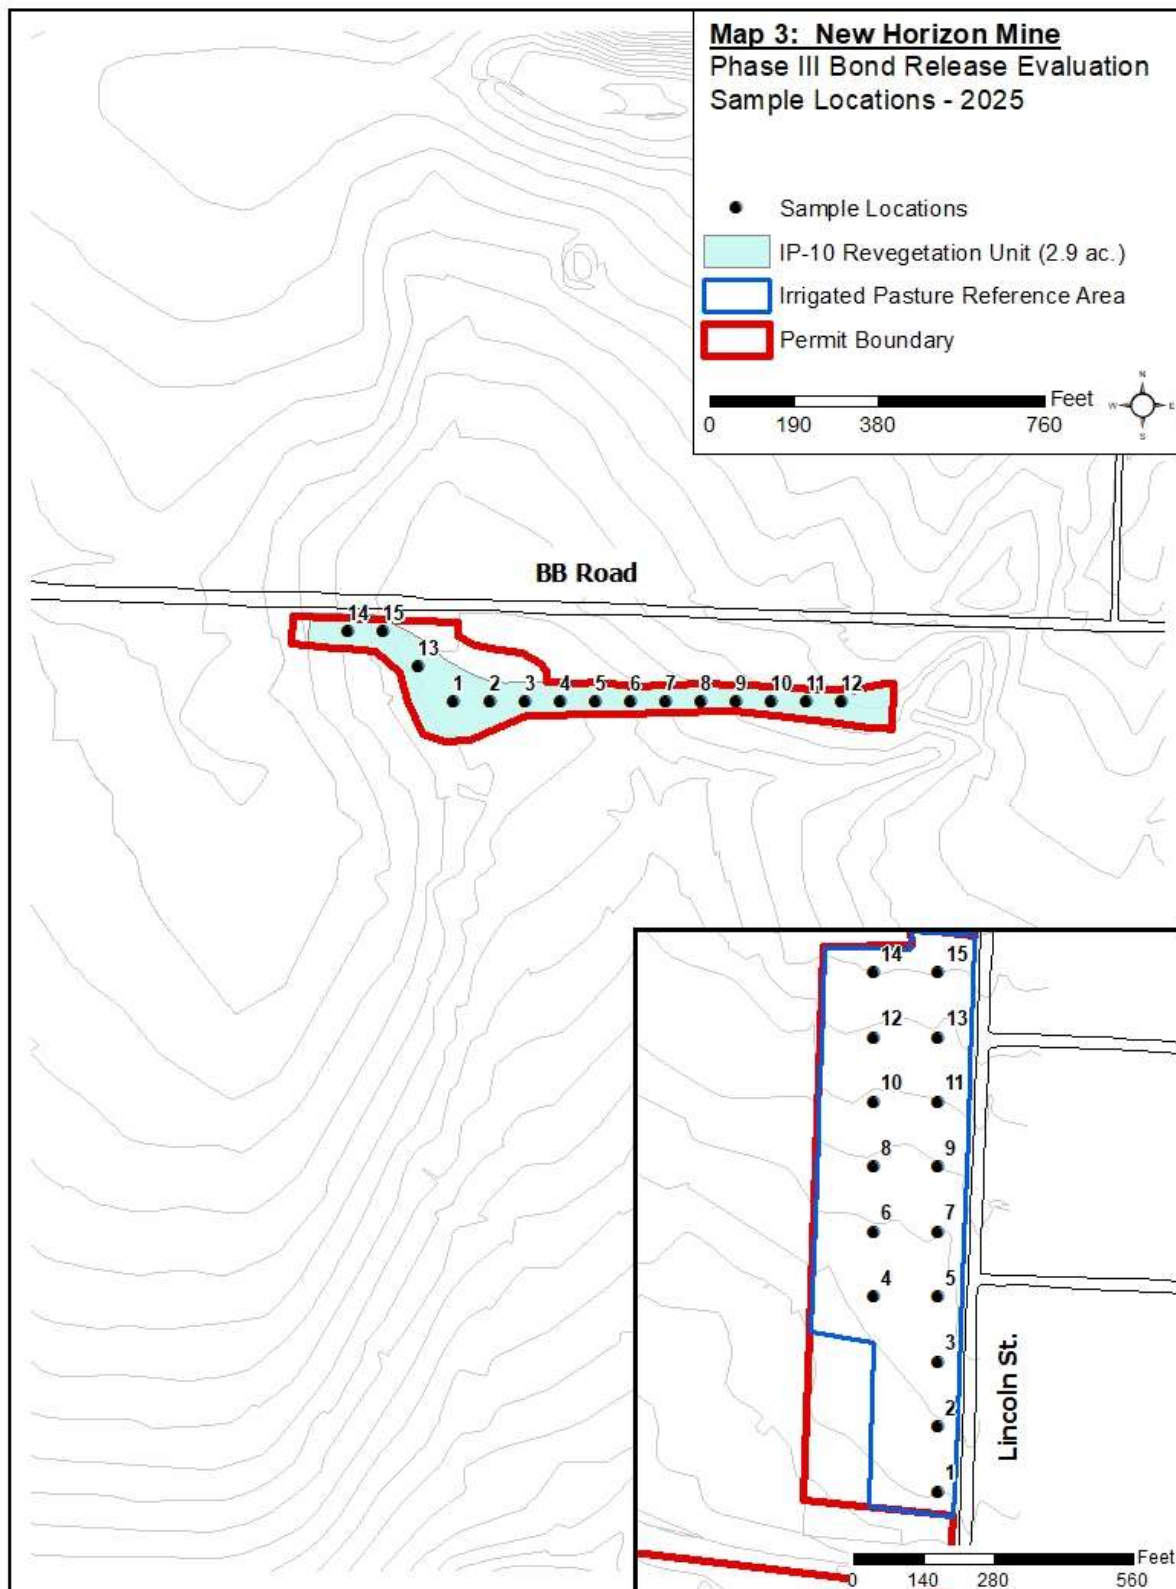 Map 3: New Horizon Mine
Phase III Bond Release Evaluation
Sample Locations - 2025
Sample Locations
IP-10 Revegetation Unit (2.9 ac.)
Irrigated Pasture Reference Area
Permit Boundary
Feet
0 190 380 760
N
W E
S
BB Road
14 15
13
1 2 3 4 5 6 7 8 9 10 11 12
14 15
12 13
10 11
8 9
6 7
4 5
3
2
1
Lincoln St.
Feet
0 140 280 560